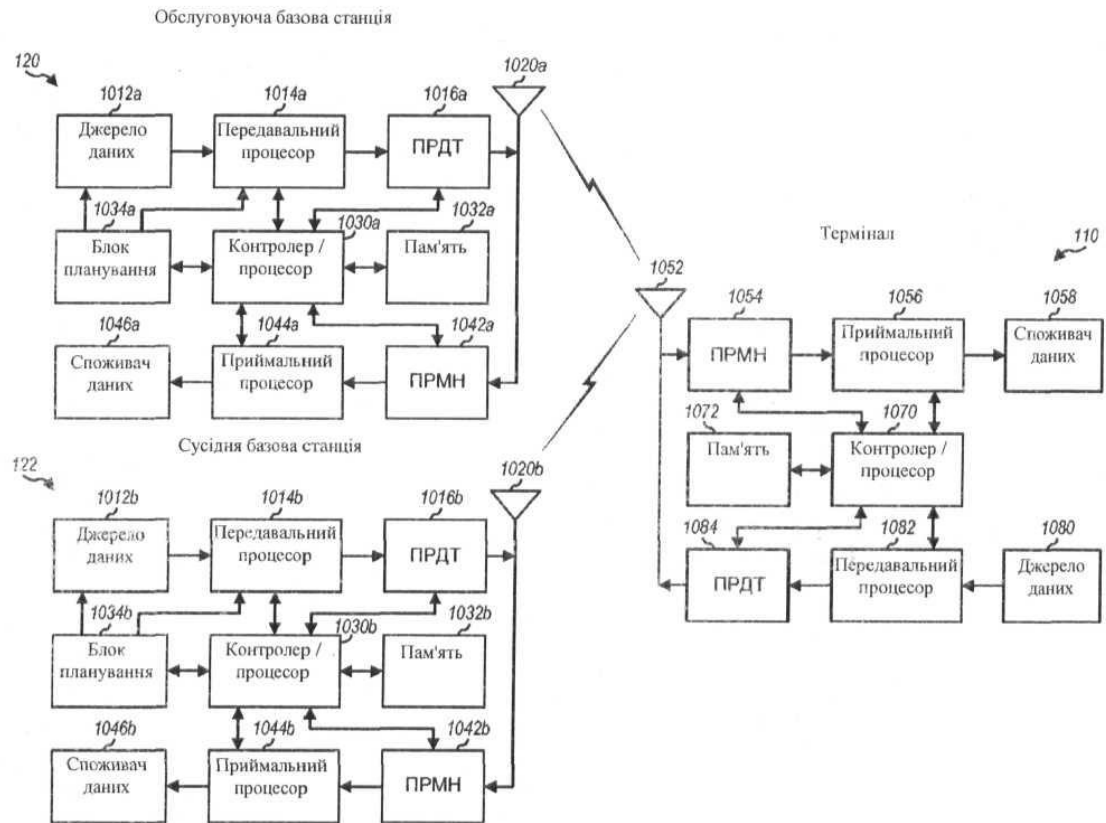 Обслуговуюча базова станція
120
1012a
1014a
1016a
1020a
Джерело
даних
Передавальний
процесор
ПРДТ
1034a
1030a
1032a
Блок
планування
Контролер /
процесор
Пам'ять
1046a
1044a
1042a
Споживач
даних
Приймальний
процесор
ПРМН
Термінал
110
1052
1054
1056
1058
ПРМН
Приймальний
процесор
Споживач
даних
1072
1070
Пам'ять
Контролер /
процесор
1084
1082
1080
ПРДТ
Передавальний
процесор
Джерело
даних
Сусідня базова станція
122
1012b
1014b
1016b
1020b
Джерело
даних
Передавальний
процесор
ПРДТ
1034b
1030b
1032b
Блок
планування
Контролер /
процесор
Пам'ять
1046b
1044b
1042b
Споживач
даних
Приймальний
процесор
ПРМН